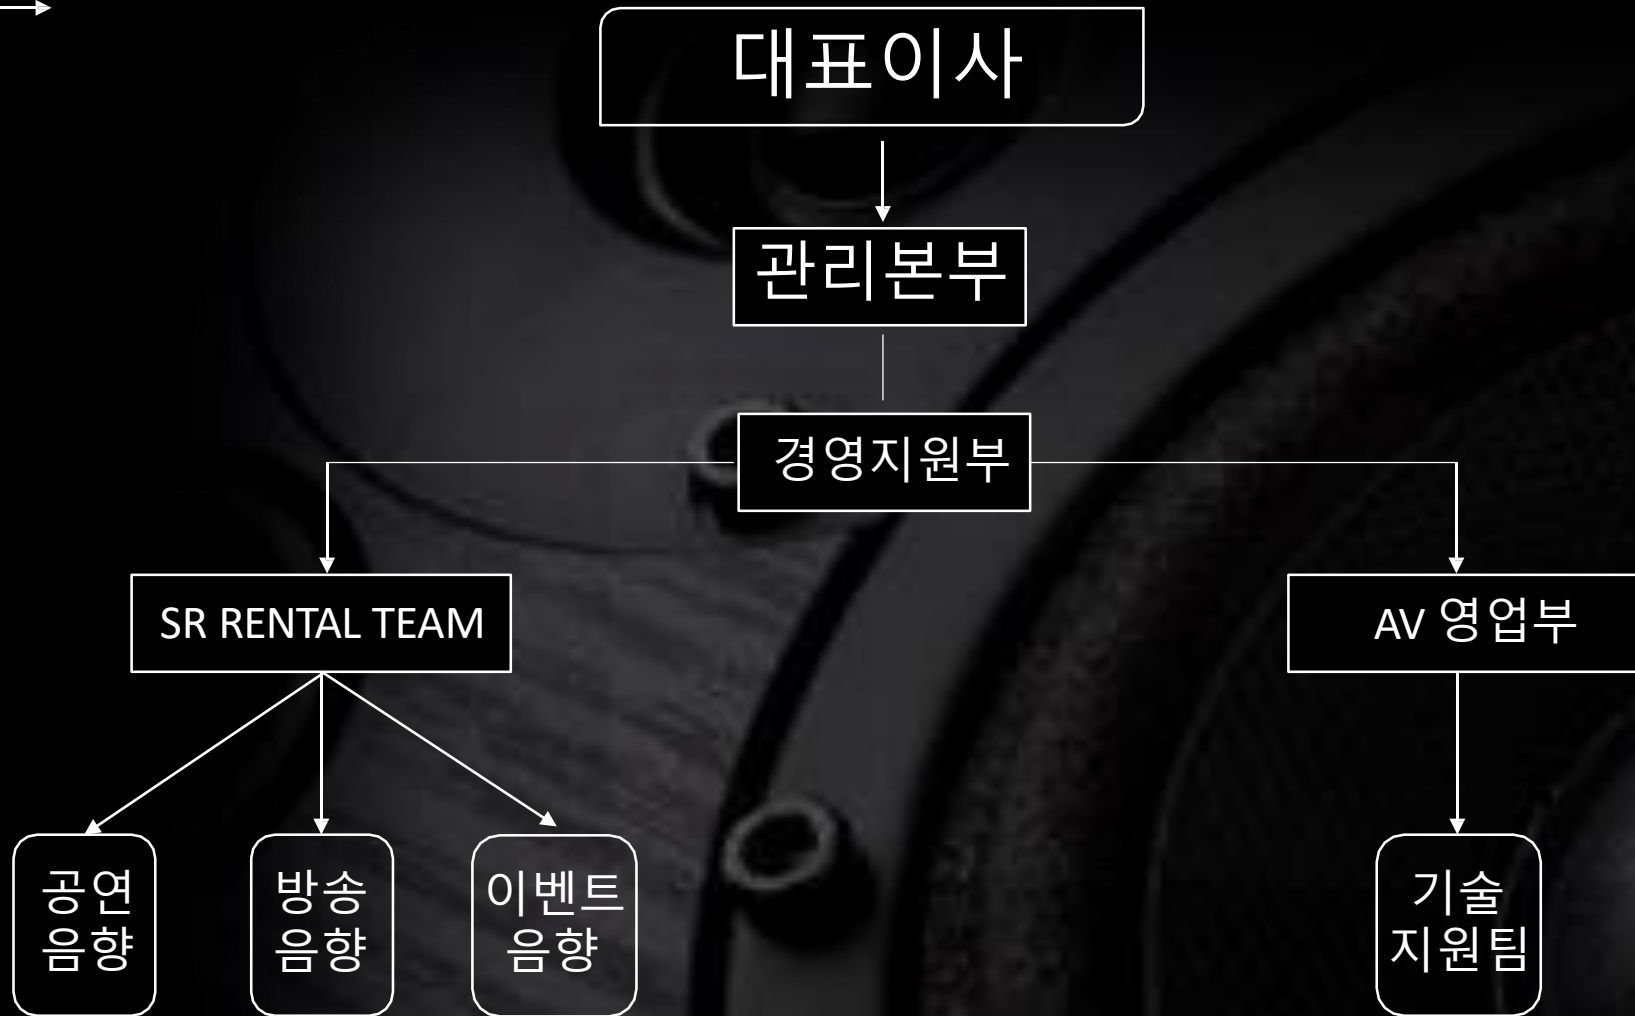 대표이사
관리본부
경영지원부
SR RENTAL TEAM
AV 영업부
공연
음향
방송
음향
이벤트
음향
기술
지원팀